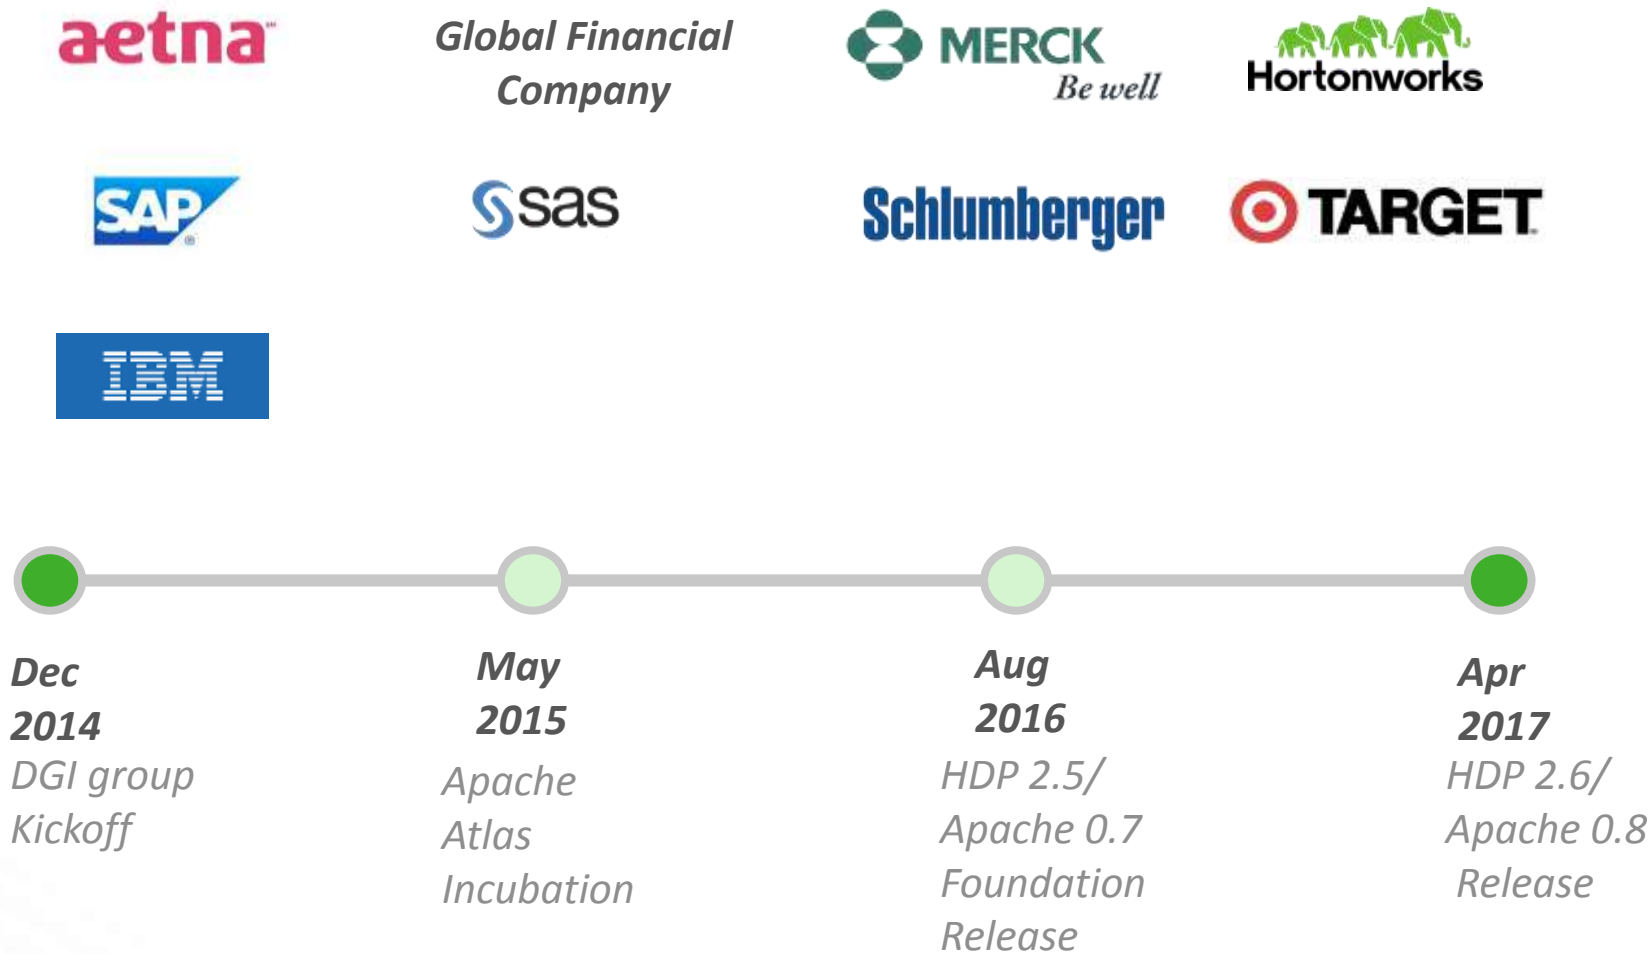 aetna℠
Global Financial
Company
MERCK
Be well
Hortonworks
SAP®
sas
Schlumberger
TARGET.
IBM
Dec
2014
DGI group
Kickoff
May
2015
Apache
Atlas
Incubation
Aug
2016
HDP 2.5/
Apache 0.7
Foundation
Release
Apr
2017
HDP 2.6/
Apache 0.8
Release